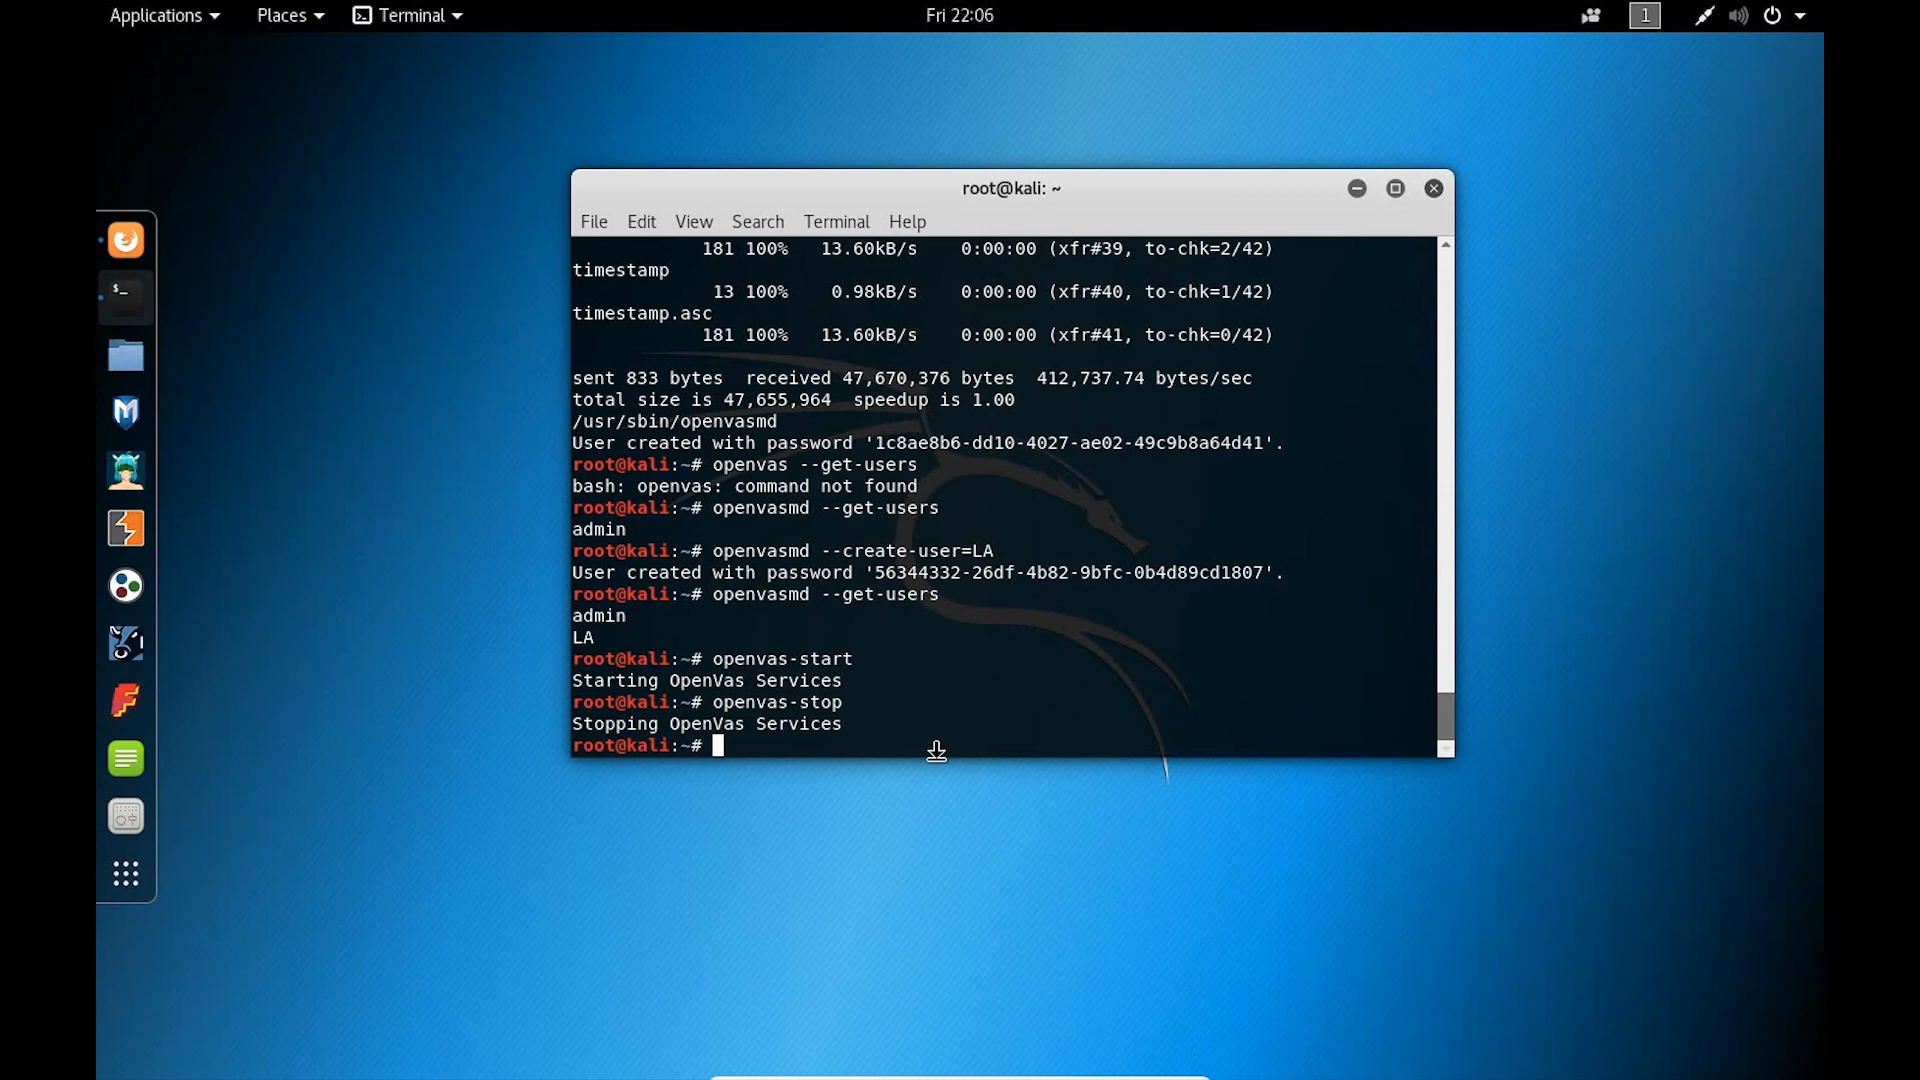 Applications Places Terminal Fri 22:06 1
root@kali: ~
File Edit View Search Terminal Help
181 100% 13.60kB/s 0:00:00 (xfr#39, to-chk=2/42)
timestamp
13 100% 0.98kB/s 0:00:00 (xfr#40, to-chk=1/42)
timestamp.asc
181 100% 13.60kB/s 0:00:00 (xfr#41, to-chk=0/42)
sent 833 bytes received 47,670,376 bytes 412,737.74 bytes/sec
total size is 47,655,964 speedup is 1.00
/usr/sbin/openvasmd
User created with password '1c8ae8b6-dd10-4027-ae02-49c9b8a64d41'.
root@kali:~# openvas --get-users
bash: openvas: command not found
root@kali:~# openvasmd --get-users
admin
root@kali:~# openvasmd --create-user=LA
User created with password '56344332-26df-4b82-9bfc-0b4d89cd1807'.
root@kali:~# openvasmd --get-users
admin
LA
root@kali:~# openvas-start
Starting OpenVas Services
root@kali:~# openvas-stop
Stopping OpenVas Services
root@kali:~#